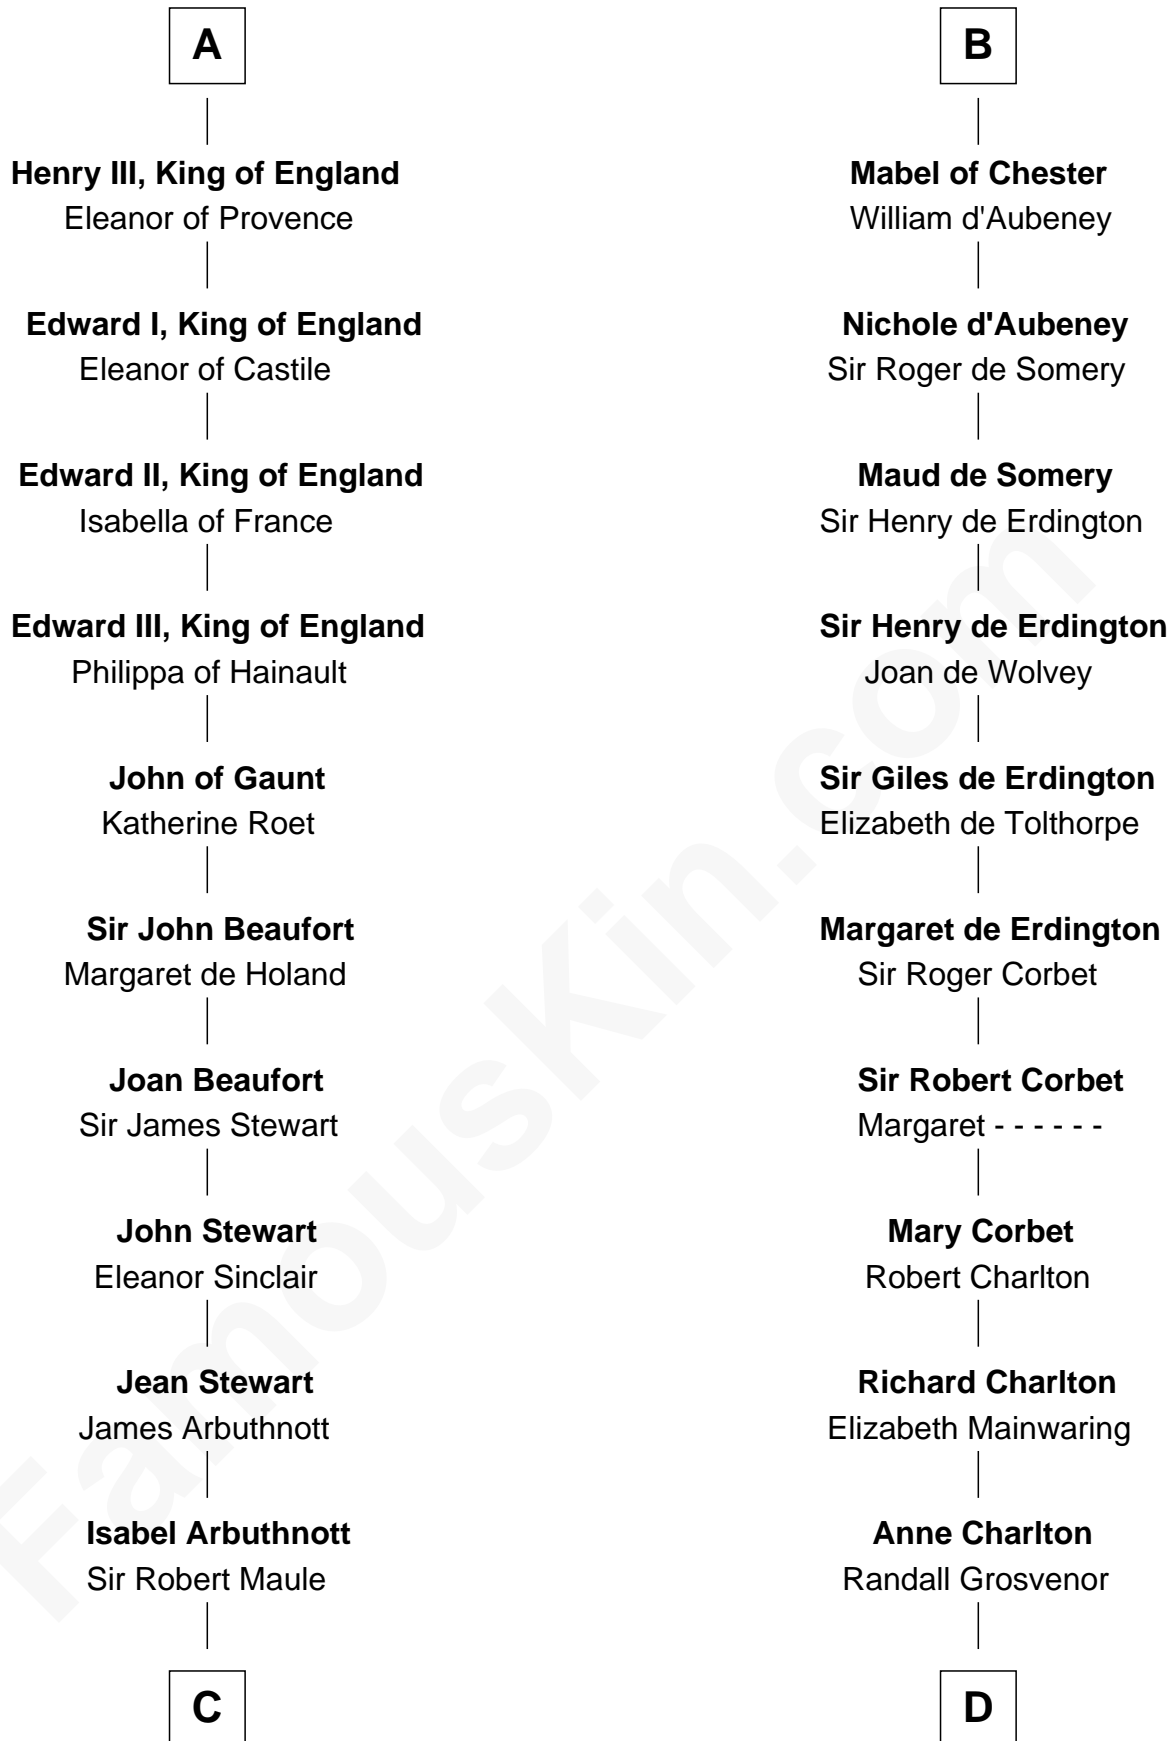 A
Henry III, King of England
Eleanor of Provence
Edward I, King of England
Eleanor of Castile
Edward II, King of England
Isabella of France
Edward III, King of England
Philippa of Hainault
John of Gaunt
Katherine Roet
Sir John Beaufort
Margaret de Holand
Joan Beaufort
Sir James Stewart
John Stewart
Eleanor Sinclair
Jean Stewart
James Arbuthnott
Isabel Arbuthnott
Sir Robert Maule
C
B
Mabel of Chester
William d'Aubeney
Nichole d'Aubeney
Sir Roger de Somery
Maud de Somery
Sir Henry de Erdington
Sir Henry de Erdington
Joan de Wolvey
Sir Giles de Erdington
Elizabeth de Tolthorpe
Margaret de Erdington
Sir Roger Corbet
Sir Robert Corbet
Margaret - - - - - -
Mary Corbet
Robert Charlton
Richard Charlton
Elizabeth Mainwaring
Anne Charlton
Randall Grosvenor
D
FamousKin.com